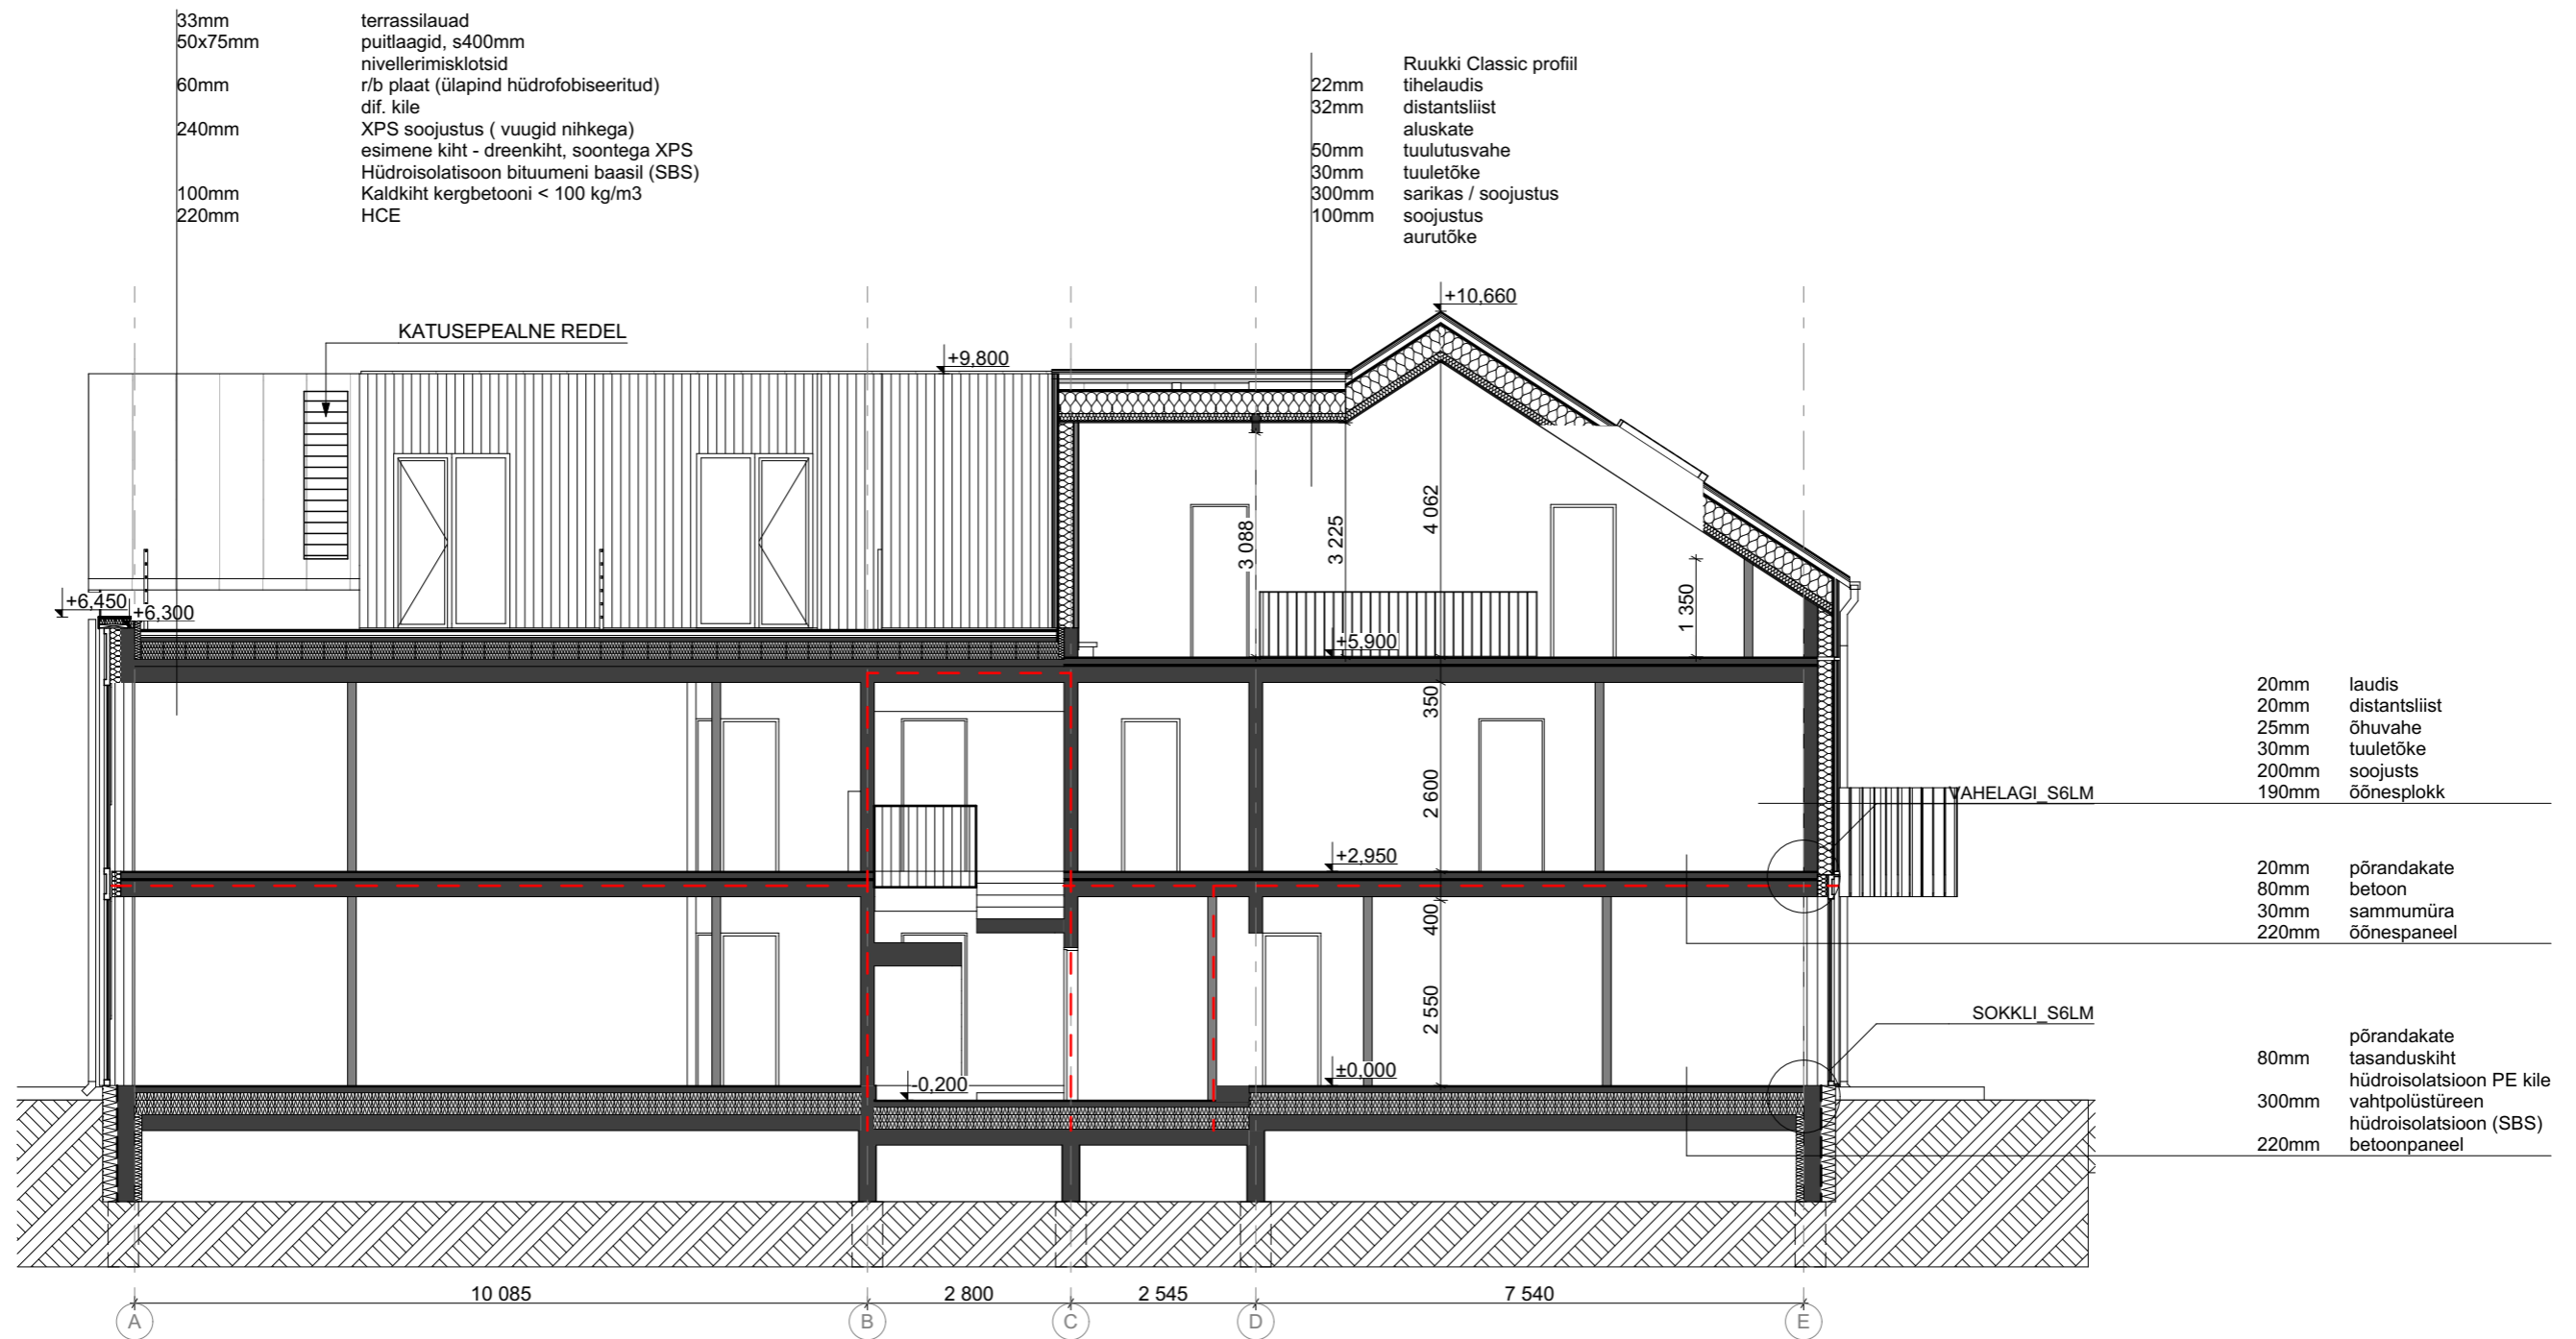 33mm terrassilauad
50x75mm puitlaagid, s400mm
nivellerimisklotsid
60mm r/b plaat (ülapind hüdrofobiseeritud)
dif. kile
240mm XPS soojustus ( vuugid nihkega)
esimene kiht - dreenkiht, soontega XPS
Hüdroisolatisoon bituumeni baasil (SBS)
100mm Kaldkiht kergbetooni < 100 kg/m3
220mm HCE
Ruukki Classic profiil
22mm tihelaudis
32mm distantsliist
aluskate
50mm tuulutusvahe
30mm tuuletõke
300mm sarikas / soojustus
100mm soojustus
aurutõke
+10,660
KATUSEPEALNE REDEL
+9,800
4 062
3 088
3 225
1 350
+6,450
+6,300
+5,900
350
2 600
+2,950
400
2 550
-0,200
±0,000
20mm laudis
20mm distantsliist
25mm õhuvahe
30mm tuuletõke
200mm soojusts
190mm õõnesplokk
VAHELAGI_S6LM
20mm põrandakate
80mm betoon
30mm sammumüra
220mm õõnespaneel
SOKKLI_S6LM
põrandakate
80mm tasanduskiht
hüdroisolatsioon PE kile
300mm vahtpolüstüreen
hüdroisolatsioon (SBS)
220mm betoonpaneel
10 085 2 800 2 545 7 540
A B C D E